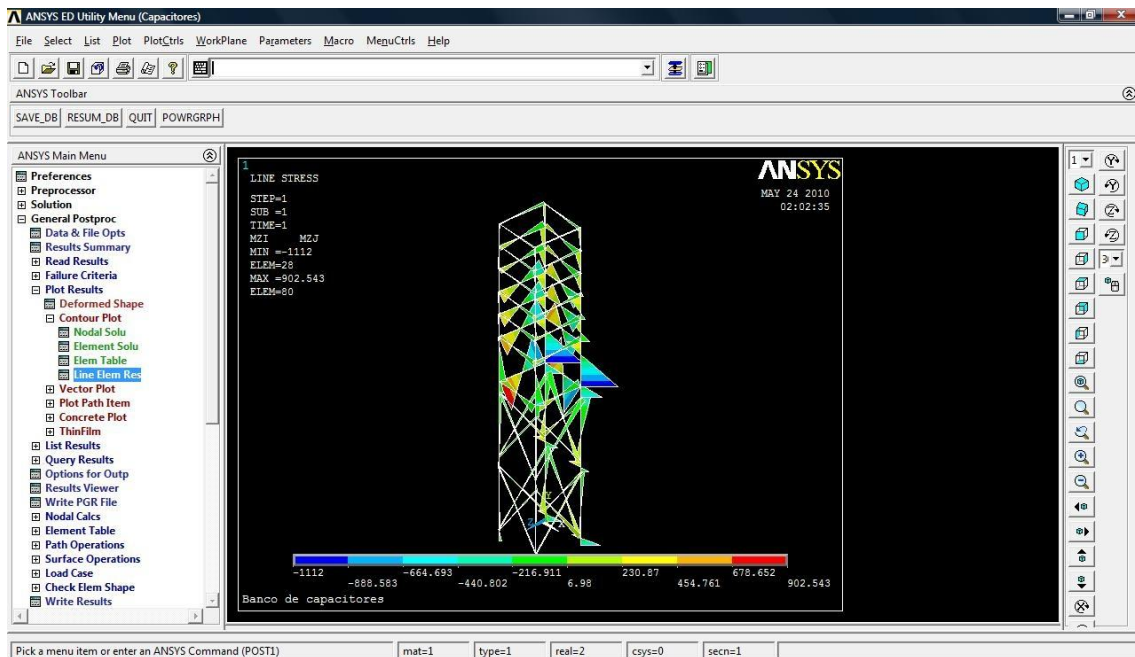 ANSYS ED Utility Menu (Capacitores)
File Select List Plot PlotCtrls WorkPlane Parameters Macro MenuCtrls Help
ANSYS Toolbar
SAVE_DB RESUM_DB QUIT POWRGRPH
ANSYS Main Menu
Preferences
Preprocessor
Solution
General Postproc
Data & File Opts
Results Summary
Read Results
Failure Criteria
Plot Results
Deformed Shape
Contour Plot
Nodal Solu
Element Solu
Elem Table
Line Elem Res
Vector Plot
Plot Path Item
Concrete Plot
ThinFilm
List Results
Query Results
Options for Outp
Results Viewer
Write PGR File
Nodal Calcs
Element Table
Path Operations
Surface Operations
Load Case
Check Elem Shape
Write Results
1
LINE STRESS
STEP=1
SUB =1
TIME=1
MZI MZJ
MIN =-1112
ELEM=28
MAX =902.543
ELEM=80
ANSYS
MAY 24 2010
02:02:35
Y
Z X
-1112 -664.693 -216.911 230.87 678.652
-888.583 -440.802 6.98 454.761 902.543
Banco de capacitores
1
Pick a menu item or enter an ANSYS Command (POST1) mat=1 type=1 real=2 csys=0 secn=1